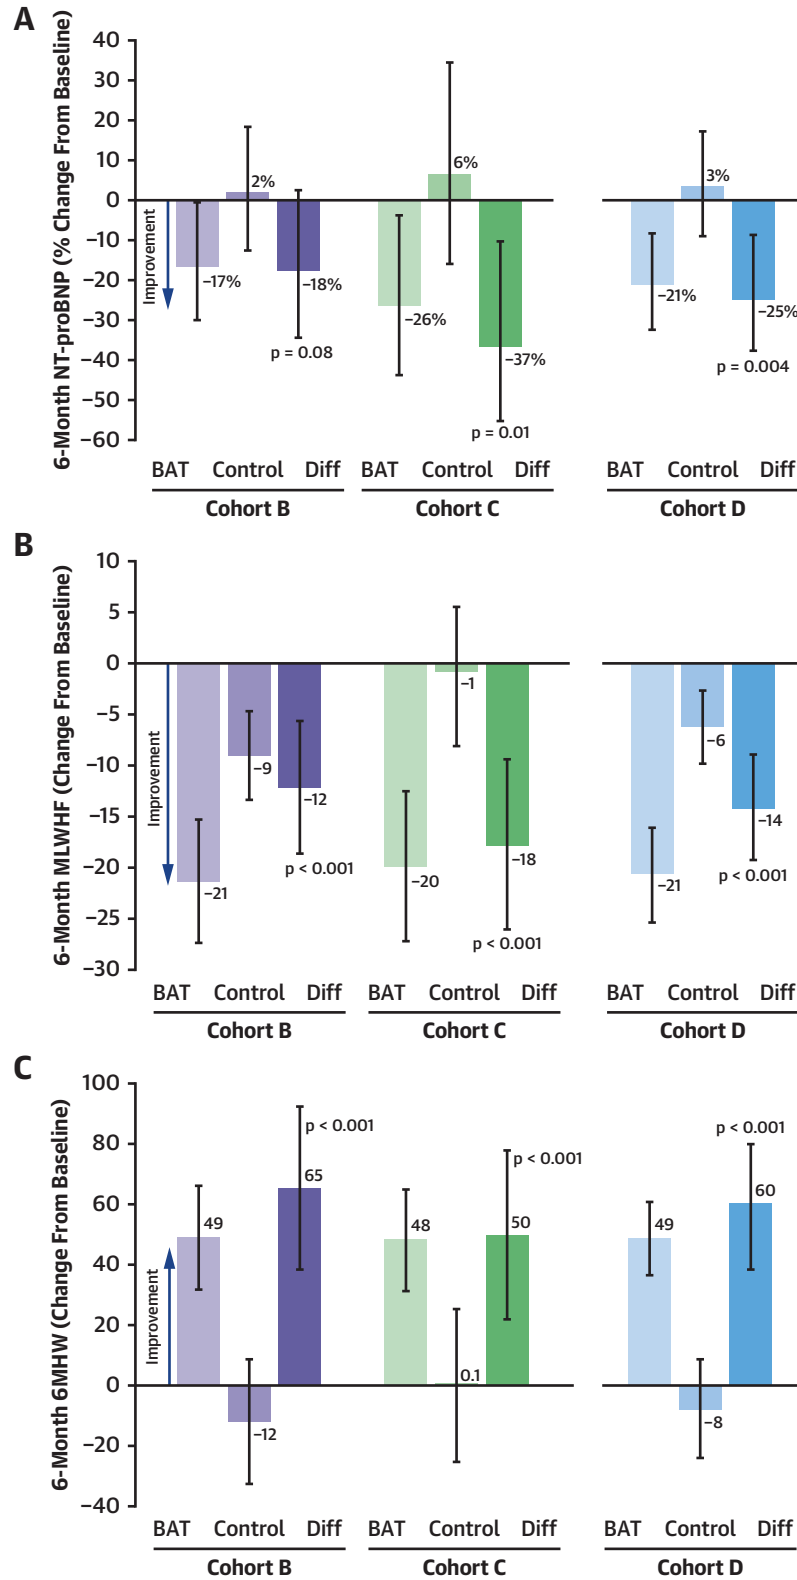 A
6-Month NT-proBNP (% Change From Baseline)
40
30
20
10
0
−10
−20
−30
−40
−50
−60
Improvement
−17%
2%
−18%
p = 0.08
−26%
6%
−37%
p = 0.01
−21%
3%
−25%
p = 0.004
BAT Control Diff BAT Control Diff BAT Control Diff
Cohort B Cohort C Cohort D
B
6-Month MLWHF (Change From Baseline)
10
5
0
−5
−10
−15
−20
−25
−30
Improvement
−21
−9
−12
p < 0.001
−20
−1
−18
p < 0.001
−21
−6
−14
p < 0.001
BAT Control Diff BAT Control Diff BAT Control Diff
Cohort B Cohort C Cohort D
C
6-Month 6MHW (Change From Baseline)
100
80
60
40
20
0
−20
−40
Improvement
49
−12
65
p < 0.001
48
0.1
50
p < 0.001
49
−8
60
p < 0.001
BAT Control Diff BAT Control Diff BAT Control Diff
Cohort B Cohort C Cohort D